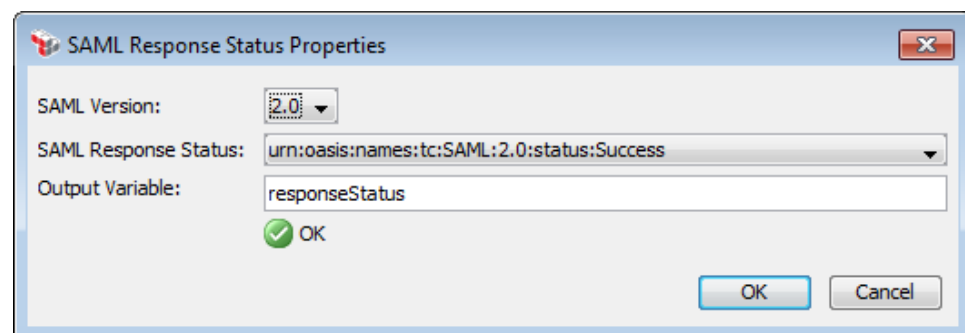 SAML Response Status Properties
SAML Version: 2.0
SAML Response Status: urn:oasis:names:tc:SAML:2.0:status:Success
Output Variable: responseStatus
OK
OK Cancel